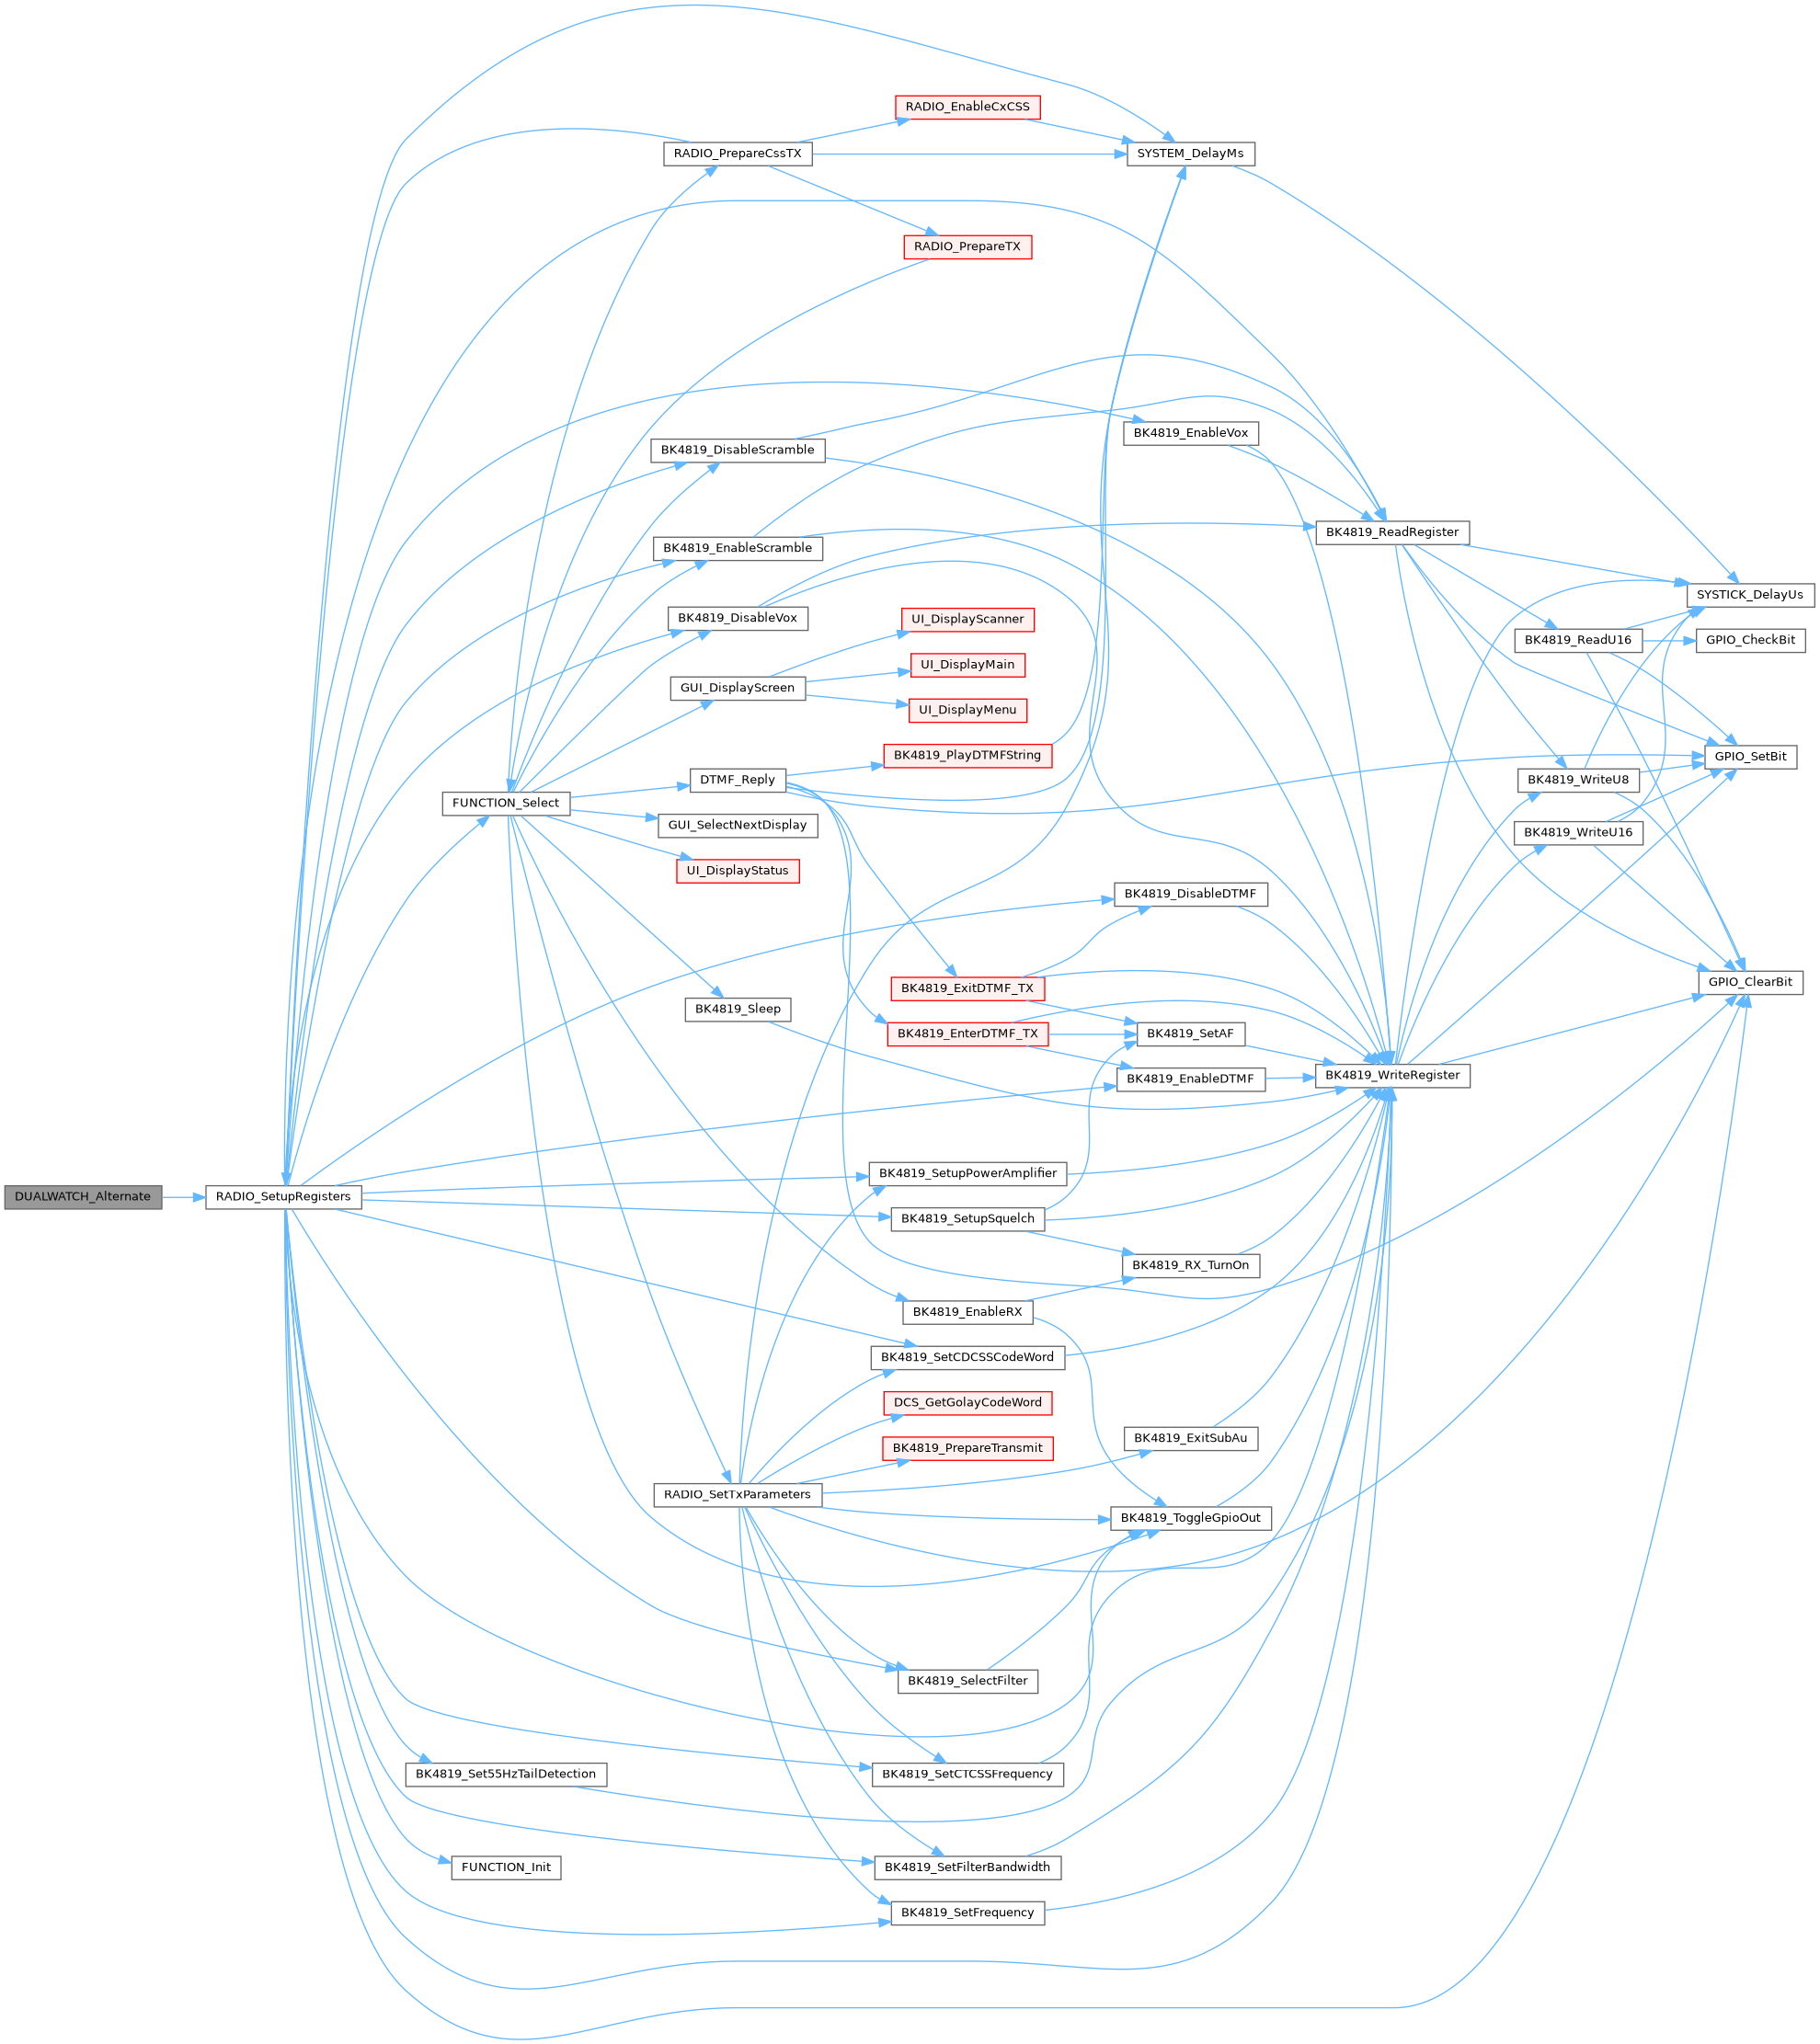 RADIO_EnableCxCSS
RADIO_PrepareCssTX
SYSTEM_DelayMs
RADIO_PrepareTX
BK4819_EnableVox
BK4819_DisableScramble
BK4819_ReadRegister
BK4819_EnableScramble
SYSTICK_DelayUs
BK4819_DisableVox
UI_DisplayScanner
BK4819_ReadU16
GPIO_CheckBit
UI_DisplayMain
GUI_DisplayScreen
UI_DisplayMenu
BK4819_PlayDTMFString
GPIO_SetBit
DTMF_Reply
BK4819_WriteU8
FUNCTION_Select
GUI_SelectNextDisplay
BK4819_WriteU16
UI_DisplayStatus
BK4819_DisableDTMF
GPIO_ClearBit
BK4819_ExitDTMF_TX
BK4819_Sleep
BK4819_EnterDTMF_TX
BK4819_SetAF
BK4819_WriteRegister
BK4819_EnableDTMF
BK4819_SetupPowerAmplifier
DUALWATCH_Alternate
RADIO_SetupRegisters
BK4819_SetupSquelch
BK4819_RX_TurnOn
BK4819_EnableRX
BK4819_SetCDCSSCodeWord
DCS_GetGolayCodeWord
BK4819_ExitSubAu
BK4819_PrepareTransmit
RADIO_SetTxParameters
BK4819_ToggleGpioOut
BK4819_SelectFilter
BK4819_Set55HzTailDetection
BK4819_SetCTCSSFrequency
FUNCTION_Init
BK4819_SetFilterBandwidth
BK4819_SetFrequency